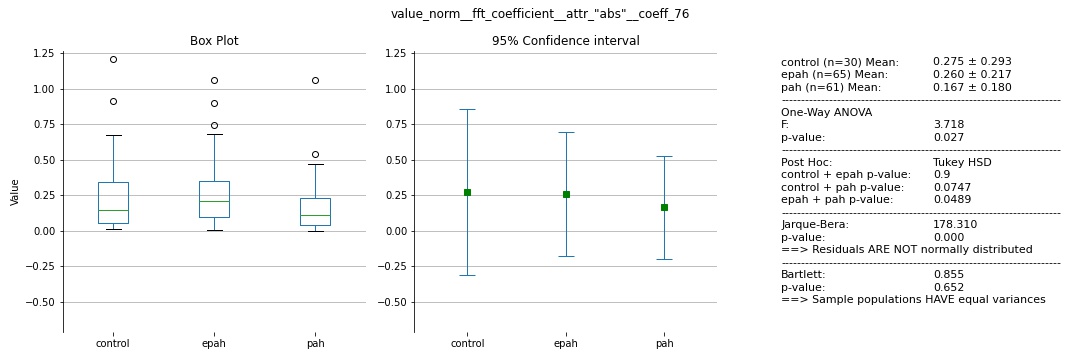 value_norm__fft_coefficient__attr_"abs"__coeff_76
Box Plot
Value
1.25
1.00
0.75
0.50
0.25
0.00
−0.25
−0.50
control epah pah
95% Confidence interval
1.25
1.00
0.75
0.50
0.25
0.00
−0.25
−0.50
control epah pah
control (n=30) Mean: 0.275 ± 0.293
epah (n=65) Mean: 0.260 ± 0.217
pah (n=61) Mean: 0.167 ± 0.180
One-Way ANOVA
F: 3.718
p-value: 0.027
Post Hoc: Tukey HSD
control + epah p-value: 0.9
control + pah p-value: 0.0747
epah + pah p-value: 0.0489
Jarque-Bera: 178.310
p-value: 0.000
==> Residuals ARE NOT normally distributed
Bartlett: 0.855
p-value: 0.652
==> Sample populations HAVE equal variances